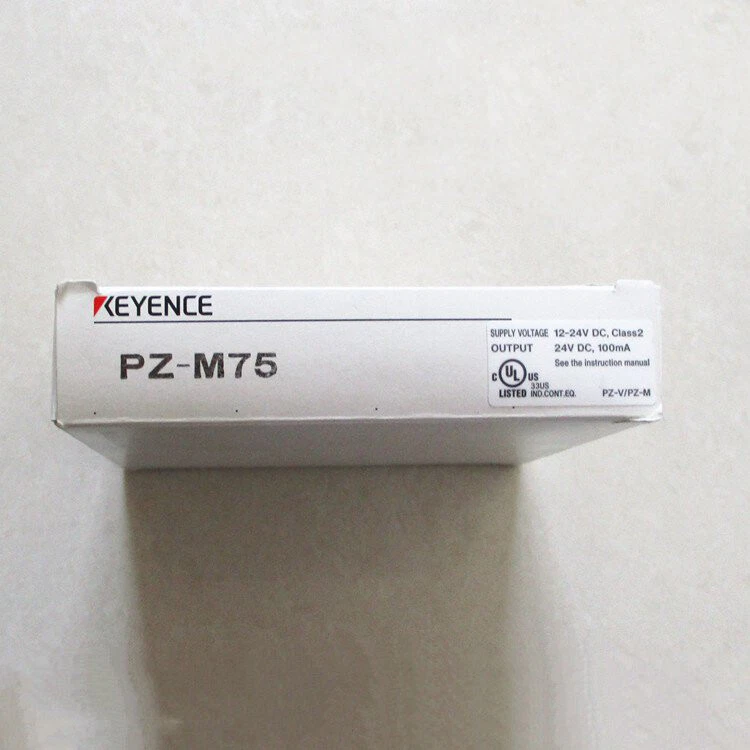 KEYENCE
PZ-M75
SUPPLY VOLTAGE 12-24V DC, Class2
OUTPUT 24V DC, 100mA
See the instruction manual
C UL US
LISTED 33US IND.CONT.EQ.
PZ-V/PZ-M